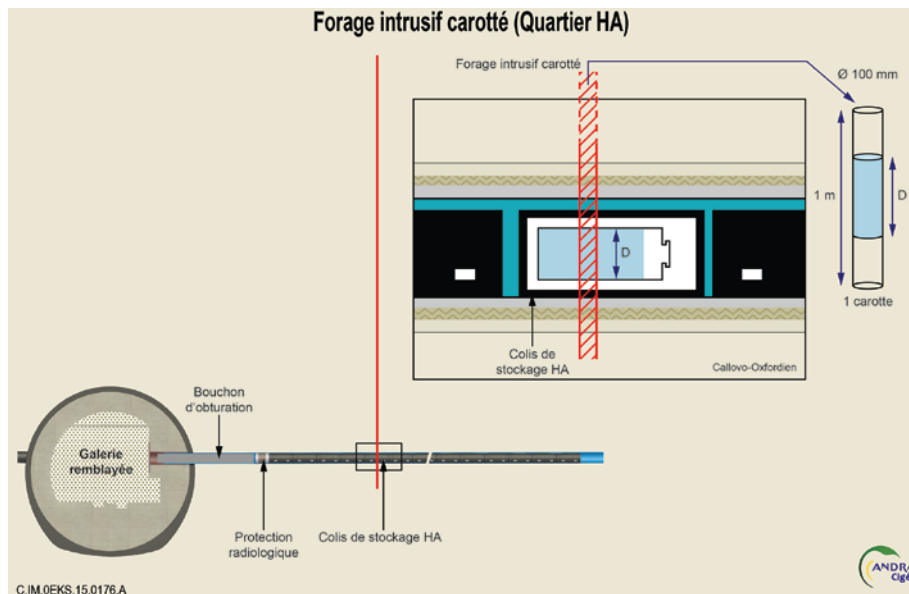 Forage intrusif carotté (Quartier HA)
Forage intrusif carotté
Ø 100 mm
1 m
D
D
1 carotte
Colis de
stockage HA
Callovo-Oxfordien
Bouchon
d'obturation
Galerie
remblayée
Protection
radiologique
Colis de stockage HA
C.IM.0EKS.15.0176.A